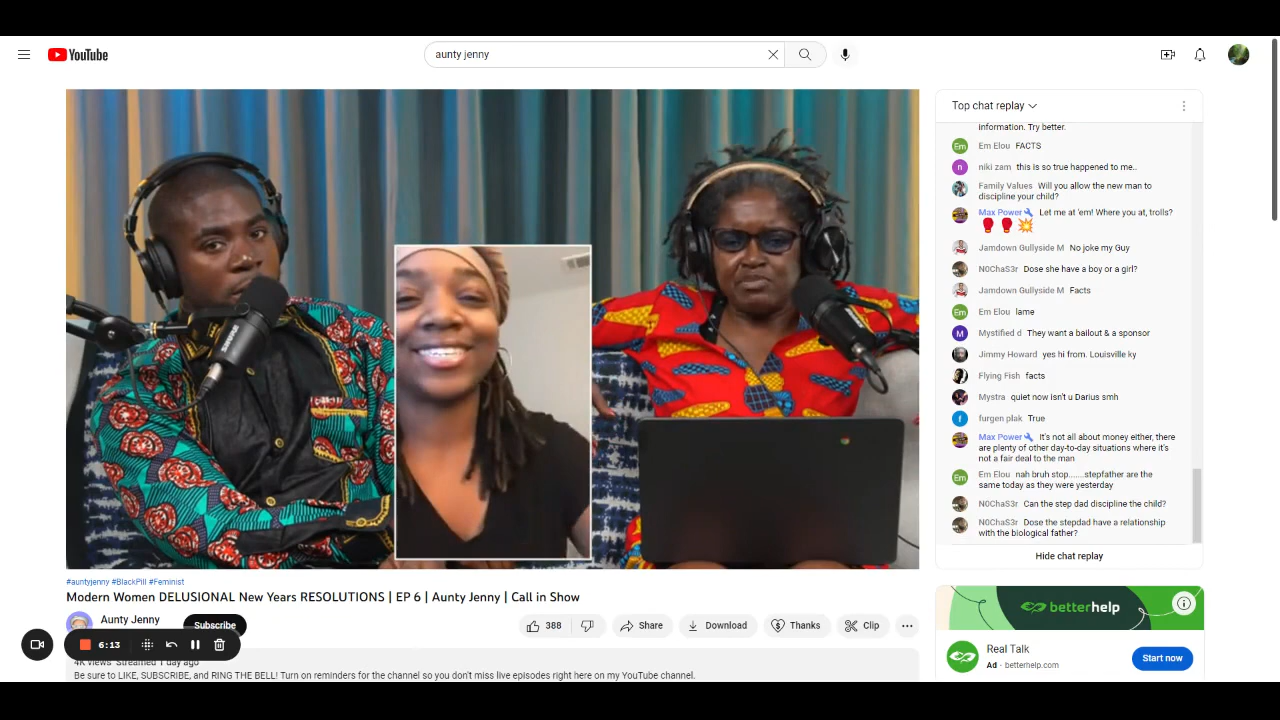 YouTube
aunty jenny
Top chat replay
information. Try better.
Em
Em Elou FACTS
n
niki zam this is so true happened to me..
Family Values Will you allow the new man to
discipline your child?
Max Power Let me at 'em! Where you at, trolls?
Jamdown Gullyside M No joke my Guy
N0ChaS3r Dose she have a boy or a girl?
Jamdown Gullyside M Facts
Em
Em Elou lame
M
Mystified d They want a bailout & a sponsor
Jimmy Howard yes hi from. Louisville ky
Flying Fish facts
Mystra quiet now isn't u Darius smh
f
furgen plak True
Max Power It's not all about money either, there
are plenty of other day-to-day situations where it's
not a fair deal to the man
Em
Em Elou nah bruh stop......stepfather are the
same today as they were yesterday
N0ChaS3r Can the step dad discipline the child?
N0ChaS3r Dose the stepdad have a relationship
with the biological father?
Hide chat replay
#auntyjenny #BlackPill #Feminist
Modern Women DELUSIONAL New Years RESOLUTIONS | EP 6 | Aunty Jenny | Call in Show
Aunty Jenny
Subscribe
388
Share
Download
Thanks
Clip
6:13
4K views Streamed 1 day ago
Be sure to LIKE, SUBSCRIBE, and RING THE BELL! Turn on reminders for the channel so you don't miss live episodes right here on my YouTube channel.
betterhelp
Real Talk
Ad · betterhelp.com
Start now